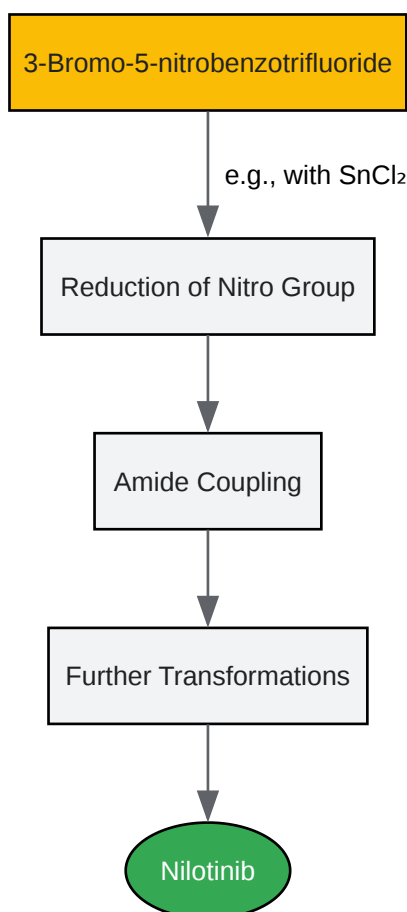 3-Bromo-5-nitrobenzotrifluoride
e.g., with SnCl₂
Reduction of Nitro Group
Amide Coupling
Further Transformations
Nilotinib